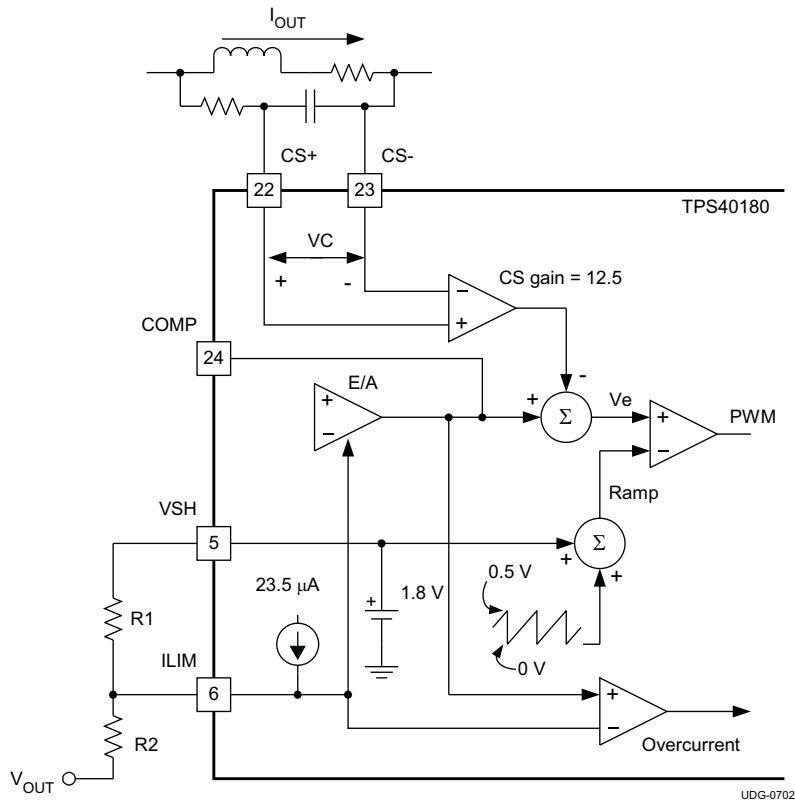 I_OUT
CS+
CS-
22
23
TPS40180
VC
+
-
CS gain = 12.5
−
+
COMP
24
-
E/A
+
−
+
Σ
Ve
+
−
PWM
VSH
5
Ramp
+
Σ
+
23.5 µA
+
1.8 V
0.5 V
0 V
R1
ILIM
6
R2
+
−
Overcurrent
V_OUT
UDG-0702